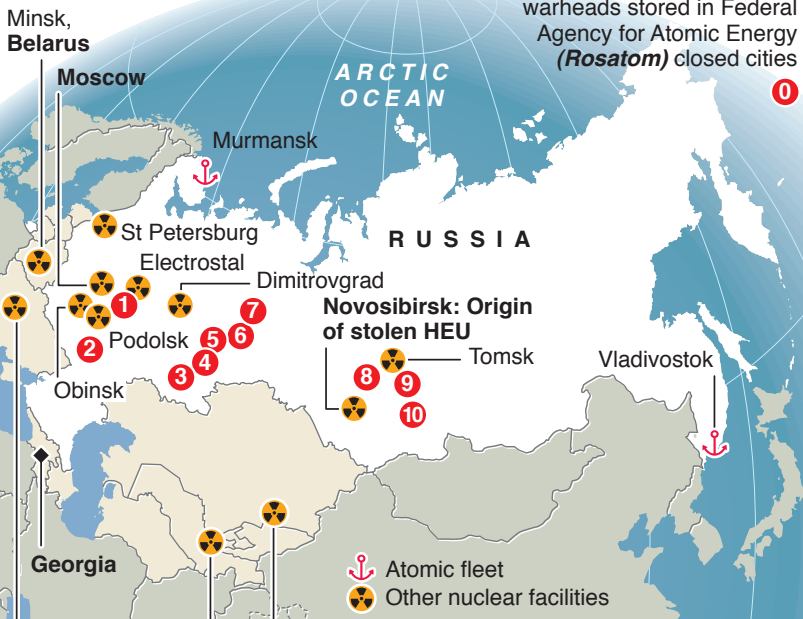 Minsk,
Belarus
Moscow
warheads stored in Federal
Agency for Atomic Energy
(Rosatom) closed cities
0
ARCTIC
OCEAN
Murmansk
St Petersburg
RUSSIA
Electrostal
Dimitrovgrad
1
7
Novosibirsk: Origin
of stolen HEU
2
Podolsk
5
6
4
3
Tomsk
Vladivostok
8
9
10
Obinsk
Georgia
Atomic fleet
Other nuclear facilities